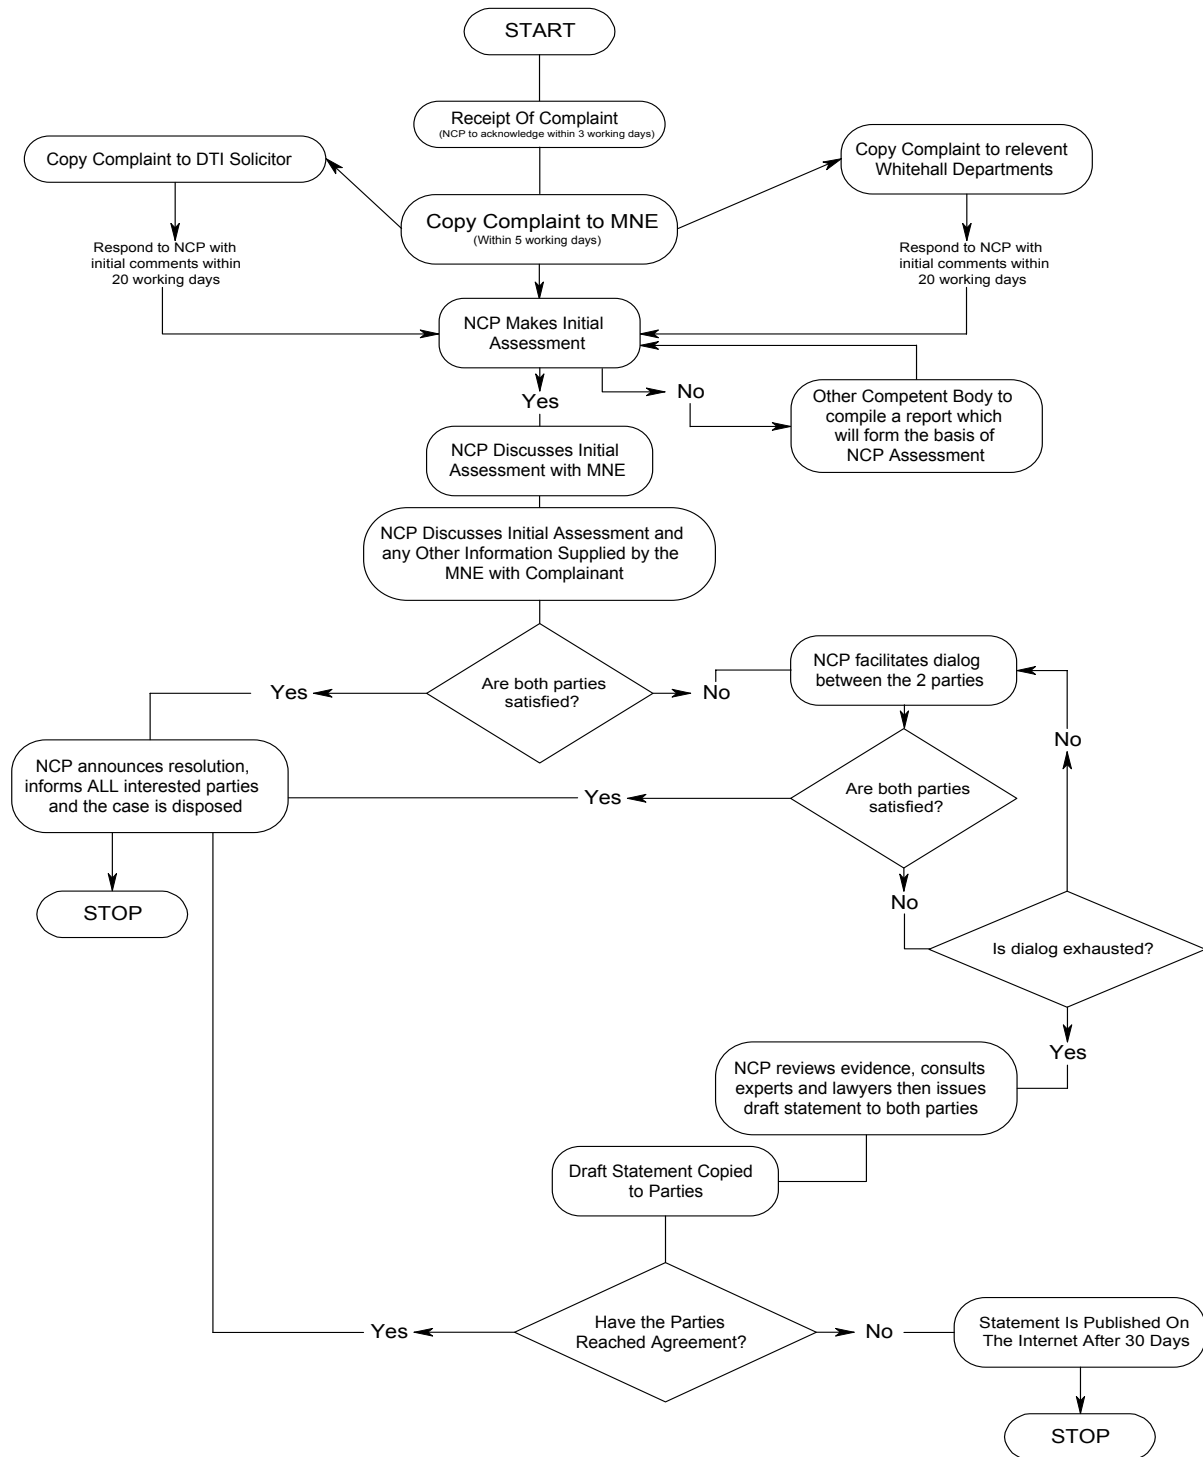 START
Receipt Of Complaint
(NCP to acknowledge within 3 working days)
Copy Complaint to DTI Solicitor
Copy Complaint to relevent
Whitehall Departments
Copy Complaint to MNE
(Within 5 working days)
Respond to NCP with
initial comments within
20 working days
Respond to NCP with
initial comments within
20 working days
NCP Makes Initial
Assessment
Yes
No
Other Competent Body to
compile a report which
will form the basis of
NCP Assessment
NCP Discusses Initial
Assessment with MNE
NCP Discusses Initial Assessment and
any Other Information Supplied by the
MNE with Complainant
Are both parties
satisfied?
Yes
No
NCP facilitates dialog
between the 2 parties
No
NCP announces resolution,
informs ALL interested parties
and the case is disposed
Yes
Are both parties
satisfied?
STOP
No
Is dialog exhausted?
Yes
NCP reviews evidence, consults
experts and lawyers then issues
draft statement to both parties
Draft Statement Copied
to Parties
Have the Parties
Reached Agreement?
Yes
No
Statement Is Published On
The Internet After 30 Days
STOP